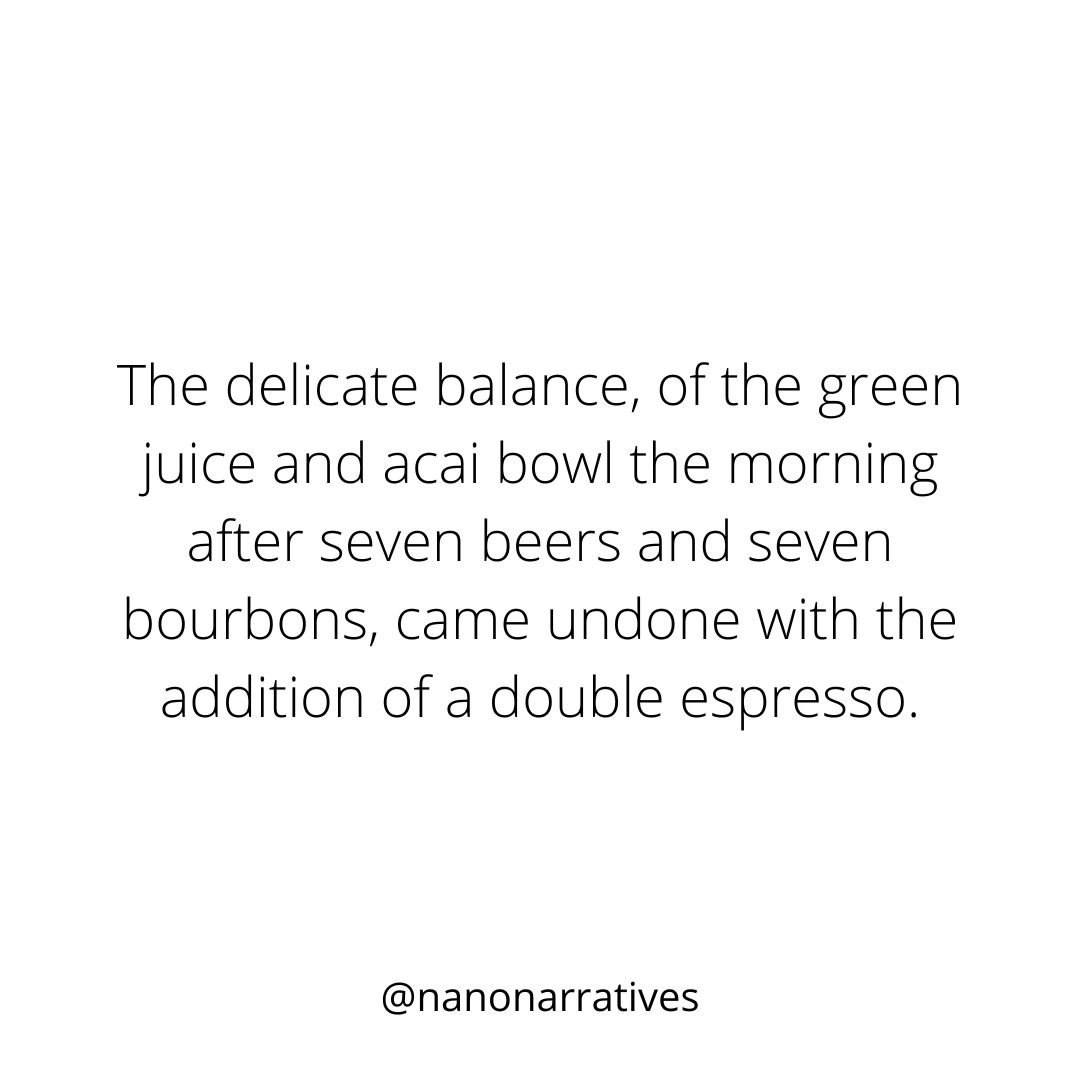 The delicate balance, of the green
juice and acai bowl the morning
after seven beers and seven
bourbons, came undone with the
addition of a double espresso.
@nanonarratives